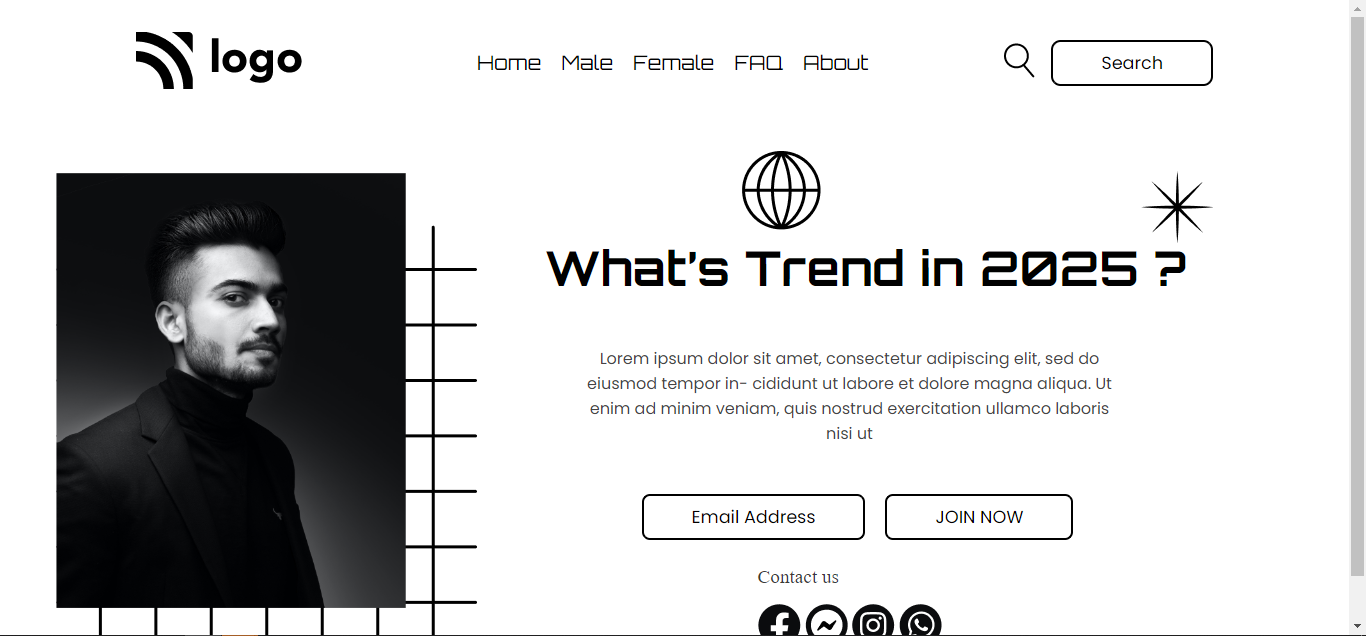 logo
Home Male Female FAQ About
Search
What's Trend in 2025 ?
Lorem ipsum dolor sit amet, consectetur adipiscing elit, sed do
eiusmod tempor in- cididunt ut labore et dolore magna aliqua. Ut
enim ad minim veniam, quis nostrud exercitation ullamco laboris
nisi ut
Email Address
JOIN NOW
Contact us